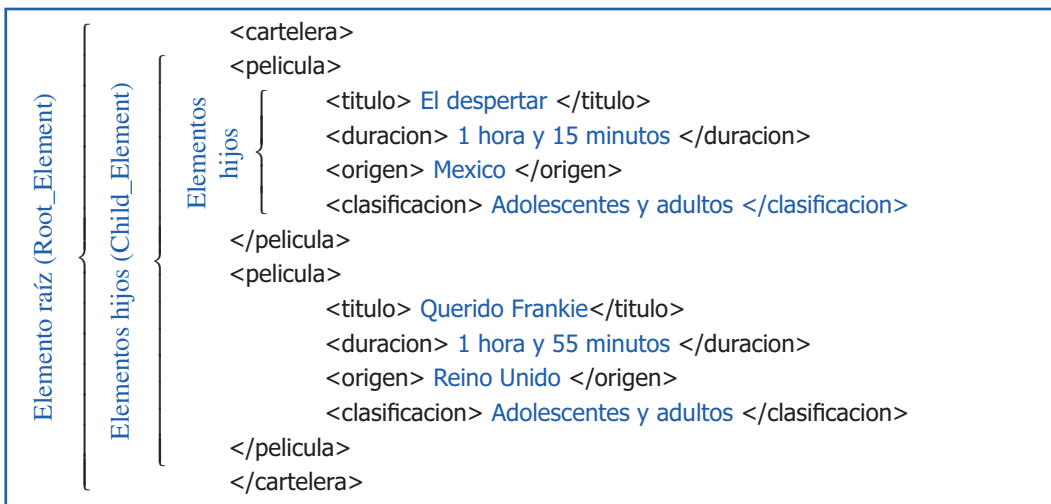 Elemento raíz (Root_Element)
Elementos hijos (Child_Element)
Elementos
hijos
<cartelera>
<pelicula>
<titulo> El despertar </titulo>
<duracion> 1 hora y 15 minutos </duracion>
<origen> Mexico </origen>
<clasificacion> Adolescentes y adultos </clasificacion>
</pelicula>
<pelicula>
<titulo> Querido Frankie</titulo>
<duracion> 1 hora y 55 minutos </duracion>
<origen> Reino Unido </origen>
<clasificacion> Adolescentes y adultos </clasificacion>
</pelicula>
</cartelera>